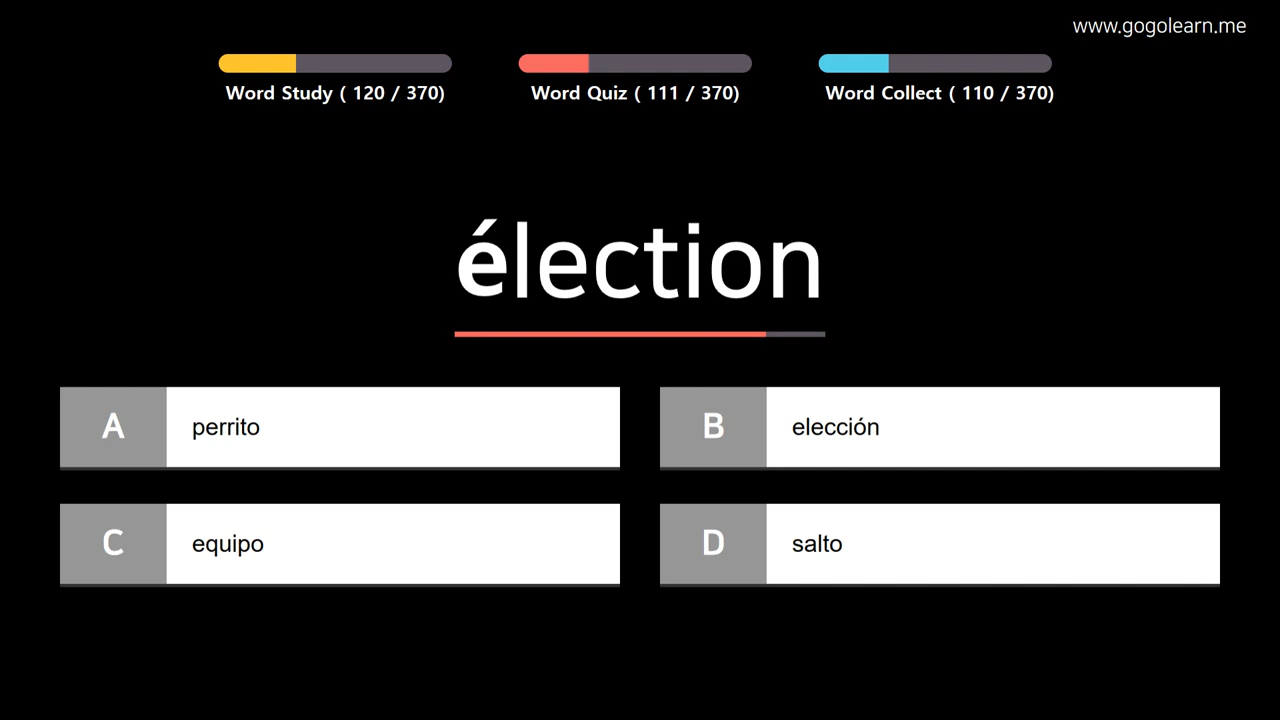 www.gogolearn.me
Word Study ( 120 / 370)
Word Quiz ( 111 / 370)
Word Collect ( 110 / 370)
élection
A perrito
B elección
C equipo
D salto